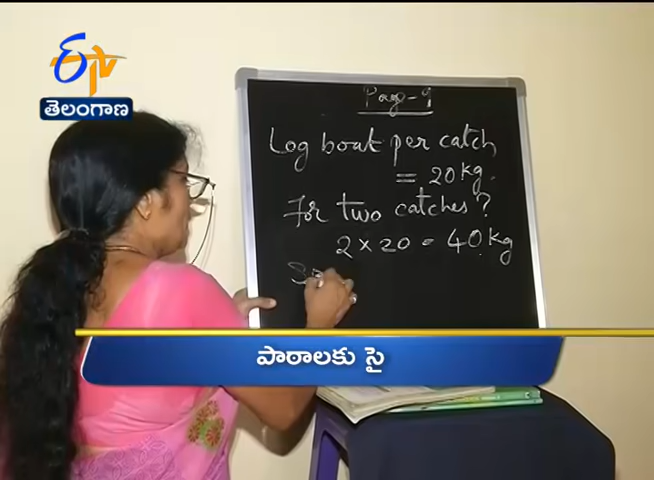 etv
తెలంగాణ
Page-9
Log boat per catch
= 20 kg.
For two catches?
2 x 20 = 40 kg
పాఠాలకు సై